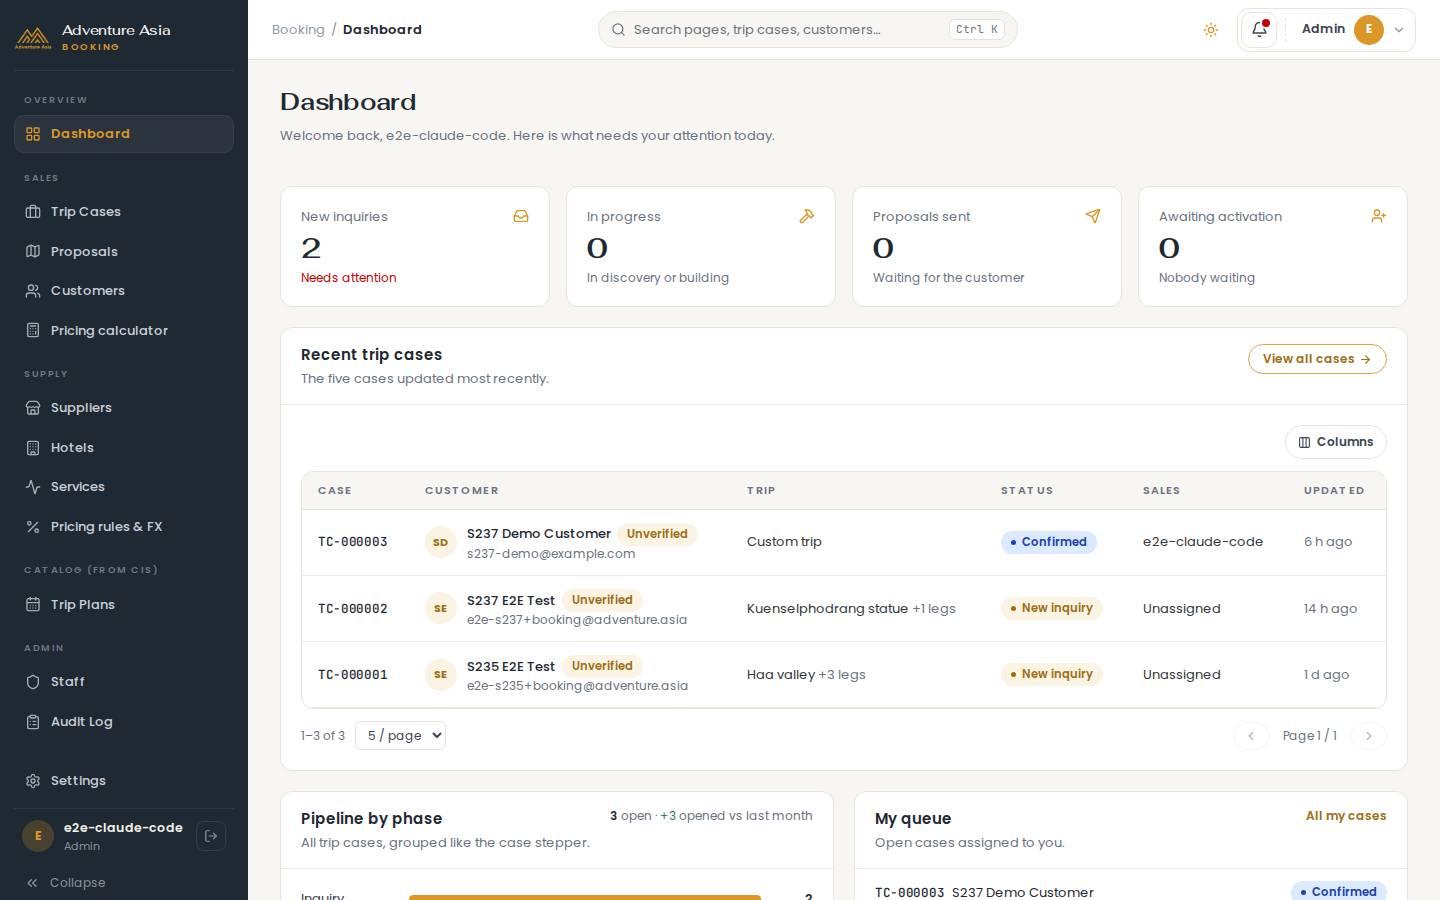 Adventure Asia
Adventure Asia
BOOKING
OVERVIEW
Dashboard
SALES
Trip Cases
Proposals
Customers
Pricing calculator
SUPPLY
Suppliers
Hotels
Services
Pricing rules & FX
CATALOG (FROM CIS)
Trip Plans
ADMIN
Staff
Audit Log
Settings
E
e2e-claude-code
Admin
Collapse
Booking / Dashboard
Search pages, trip cases, customers… Ctrl K
Admin E
Dashboard
Welcome back, e2e-claude-code. Here is what needs your attention today.
New inquiries
2
Needs attention
In progress
0
In discovery or building
Proposals sent
0
Waiting for the customer
Awaiting activation
0
Nobody waiting
Recent trip cases
The five cases updated most recently.
View all cases →
Columns
CASE CUSTOMER TRIP STATUS SALES UPDATED
TC-000003 SD S237 Demo Customer Unverified Custom trip Confirmed e2e-claude-code 6 h ago
s237-demo@example.com
TC-000002 SE S237 E2E Test Unverified Kuenselphodrang statue +1 legs New inquiry Unassigned 14 h ago
e2e-s237+booking@adventure.asia
TC-000001 SE S235 E2E Test Unverified Haa valley +3 legs New inquiry Unassigned 1 d ago
e2e-s235+booking@adventure.asia
1–3 of 3 5 / page Page 1 / 1
Pipeline by phase
3 open · +3 opened vs last month
All trip cases, grouped like the case stepper.
Inquiry 2
My queue
All my cases
Open cases assigned to you.
TC-000003 S237 Demo Customer Confirmed